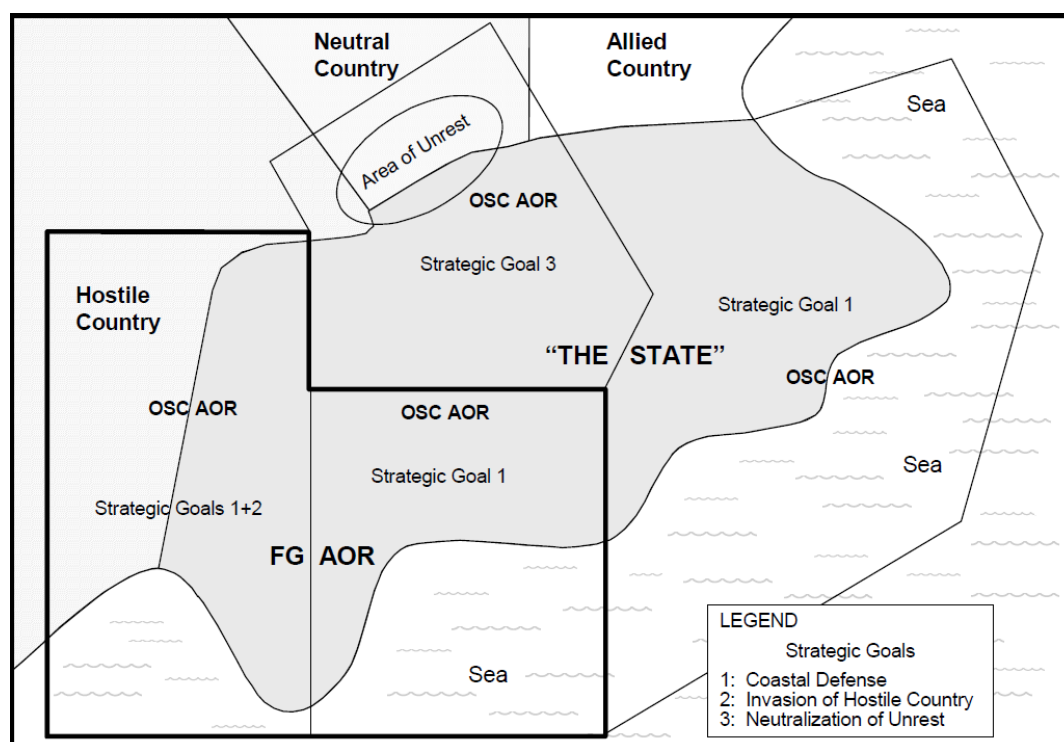 Neutral
Country
Allied
Country
Sea
Area of Unrest
OSC AOR
Strategic Goal 3
Hostile
Country
Strategic Goal 1
“THE STATE”
OSC AOR
OSC AOR
OSC AOR
Strategic Goal 1
Sea
Strategic Goals 1+2
FG AOR
Sea
LEGEND
Strategic Goals
1: Coastal Defense
2: Invasion of Hostile Country
3: Neutralization of Unrest